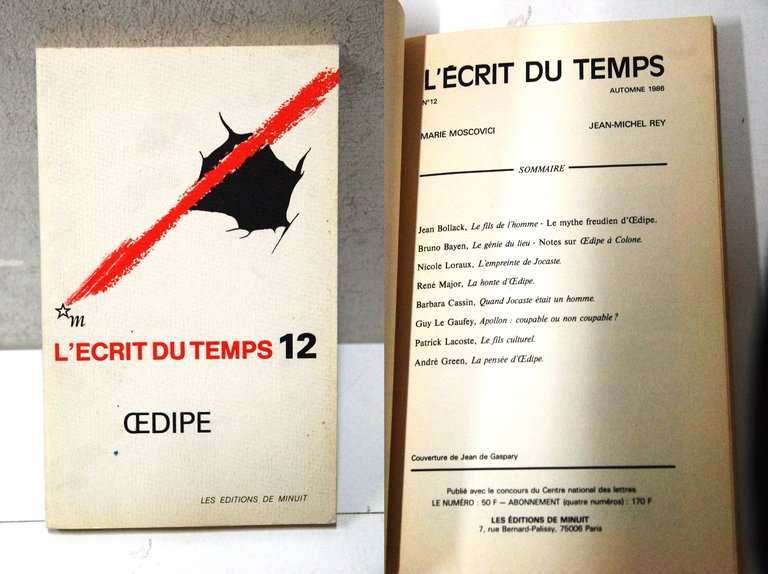 m
L'ECRIT DU TEMPS 12
ŒDIPE
LES EDITIONS DE MINUIT
L'ÉCRIT DU TEMPS
N°12
AUTOMNE 1986
MARIE MOSCOVICI
JEAN-MICHEL REY
SOMMAIRE
Jean Bollack, Le fils de l'homme - Le mythe freudien d'Œdipe.
Bruno Bayen, Le génie du lieu - Notes sur Œdipe à Colone.
Nicole Loraux, L'empreinte de Jocaste.
René Major, La honte d'Œdipe.
Barbara Cassin, Quand Jocaste était un homme.
Guy Le Gaufey, Apollon : coupable ou non coupable ?
Patrick Lacoste, Le fils culturel.
André Green, La pensée d'Œdipe.
Couverture de Jean de Gaspary
Publié avec le concours du Centre national des lettres
LE NUMÉRO : 50 F — ABONNEMENT (quatre numéros) : 170 F
LES ÉDITIONS DE MINUIT
7, rue Bernard-Palissy, 75006 Paris